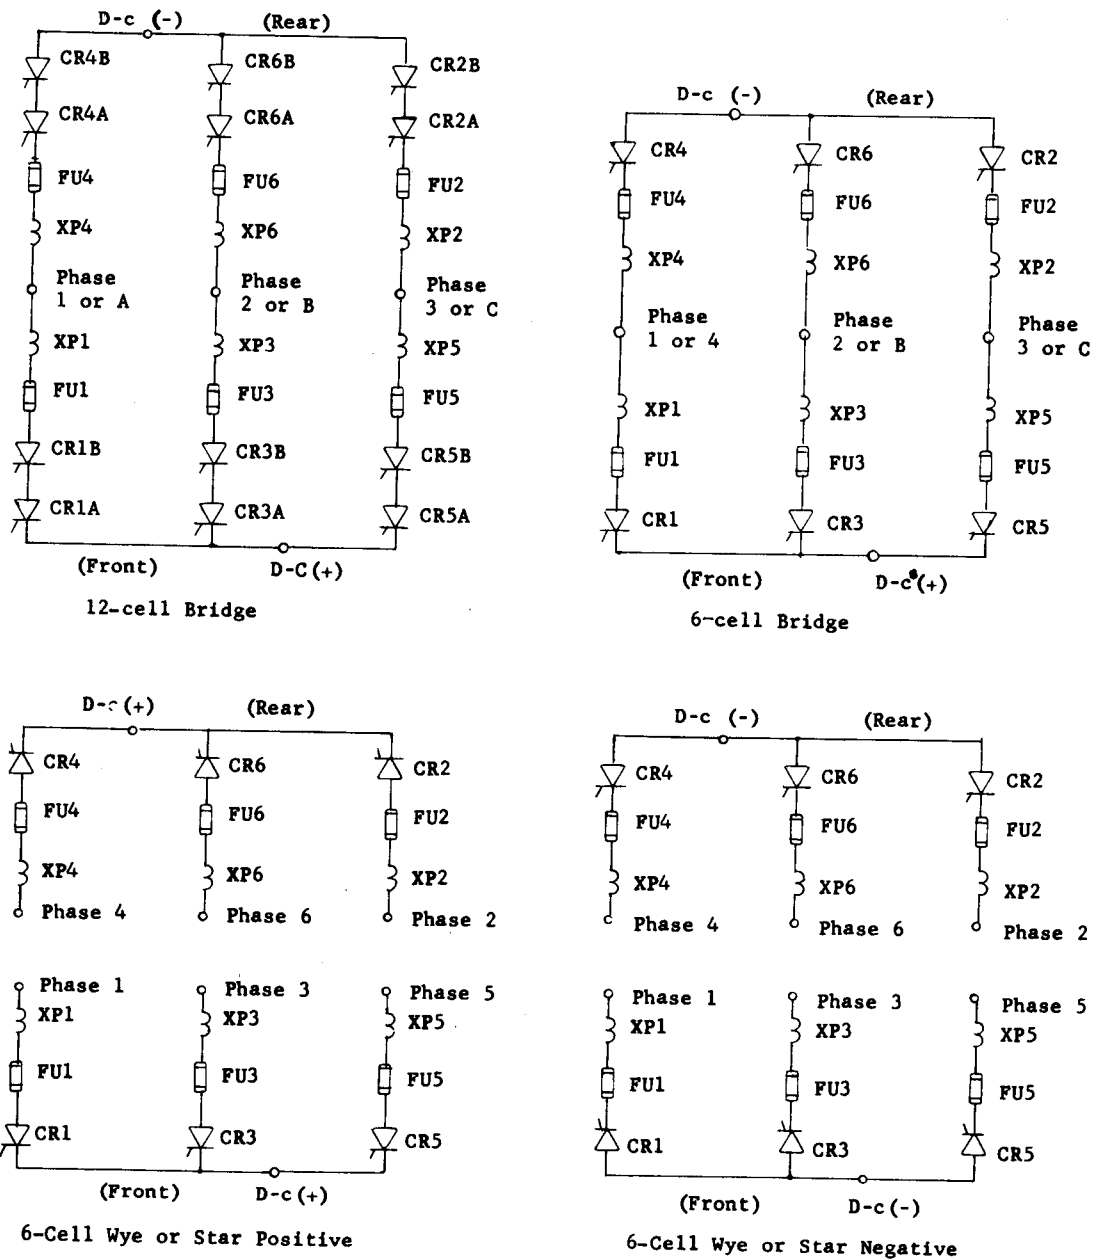 D-c (-) (Rear)
CR4B CR6B CR2B
CR4A CR6A CR2A
FU4 FU6 FU2
XP4 XP6 XP2
Phase Phase Phase
1 or A 2 or B 3 or C
XP1 XP3 XP5
FU1 FU3 FU5
CR1B CR3B CR5B
CR1A CR3A CR5A
(Front) D-C(+)
12-cell Bridge
D-c (-) (Rear)
CR4 CR6 CR2
FU4 FU6 FU2
XP4 XP6 XP2
Phase Phase Phase
1 or 4 2 or B 3 or C
XP1 XP3 XP5
FU1 FU3 FU5
CR1 CR3 CR5
(Front) D-c (+)
6-cell Bridge
D-c(+) (Rear)
CR4 CR6 CR2
FU4 FU6 FU2
XP4 XP6 XP2
Phase 4 Phase 6 Phase 2
Phase 1 Phase 3 Phase 5
XP1 XP3 XP5
FU1 FU3 FU5
CR1 CR3 CR5
(Front) D-c(+)
6-Cell Wye or Star Positive
D-c (-) (Rear)
CR4 CR6 CR2
FU4 FU6 FU2
XP4 XP6 XP2
Phase 4 Phase 6 Phase 2
Phase 1 Phase 3 Phase 5
XP1 XP3 XP5
FU1 FU3 FU5
CR1 CR3 CR5
(Front) D-c(-)
6-Cell Wye or Star Negative